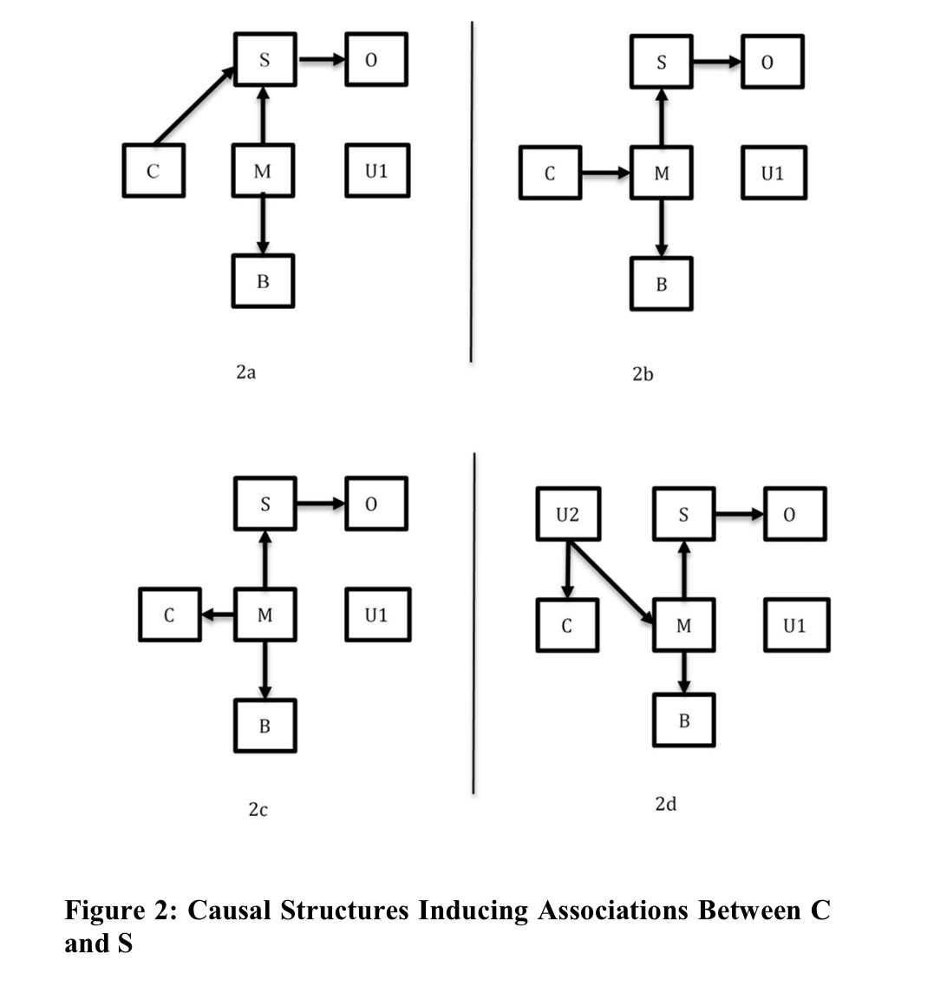 S O
C M U1
B
2a
S O
C M U1
B
2b
S O
C M U1
B
2c
U2 S O
C M U1
B
2d
Figure 2: Causal Structures Inducing Associations Between C
and S